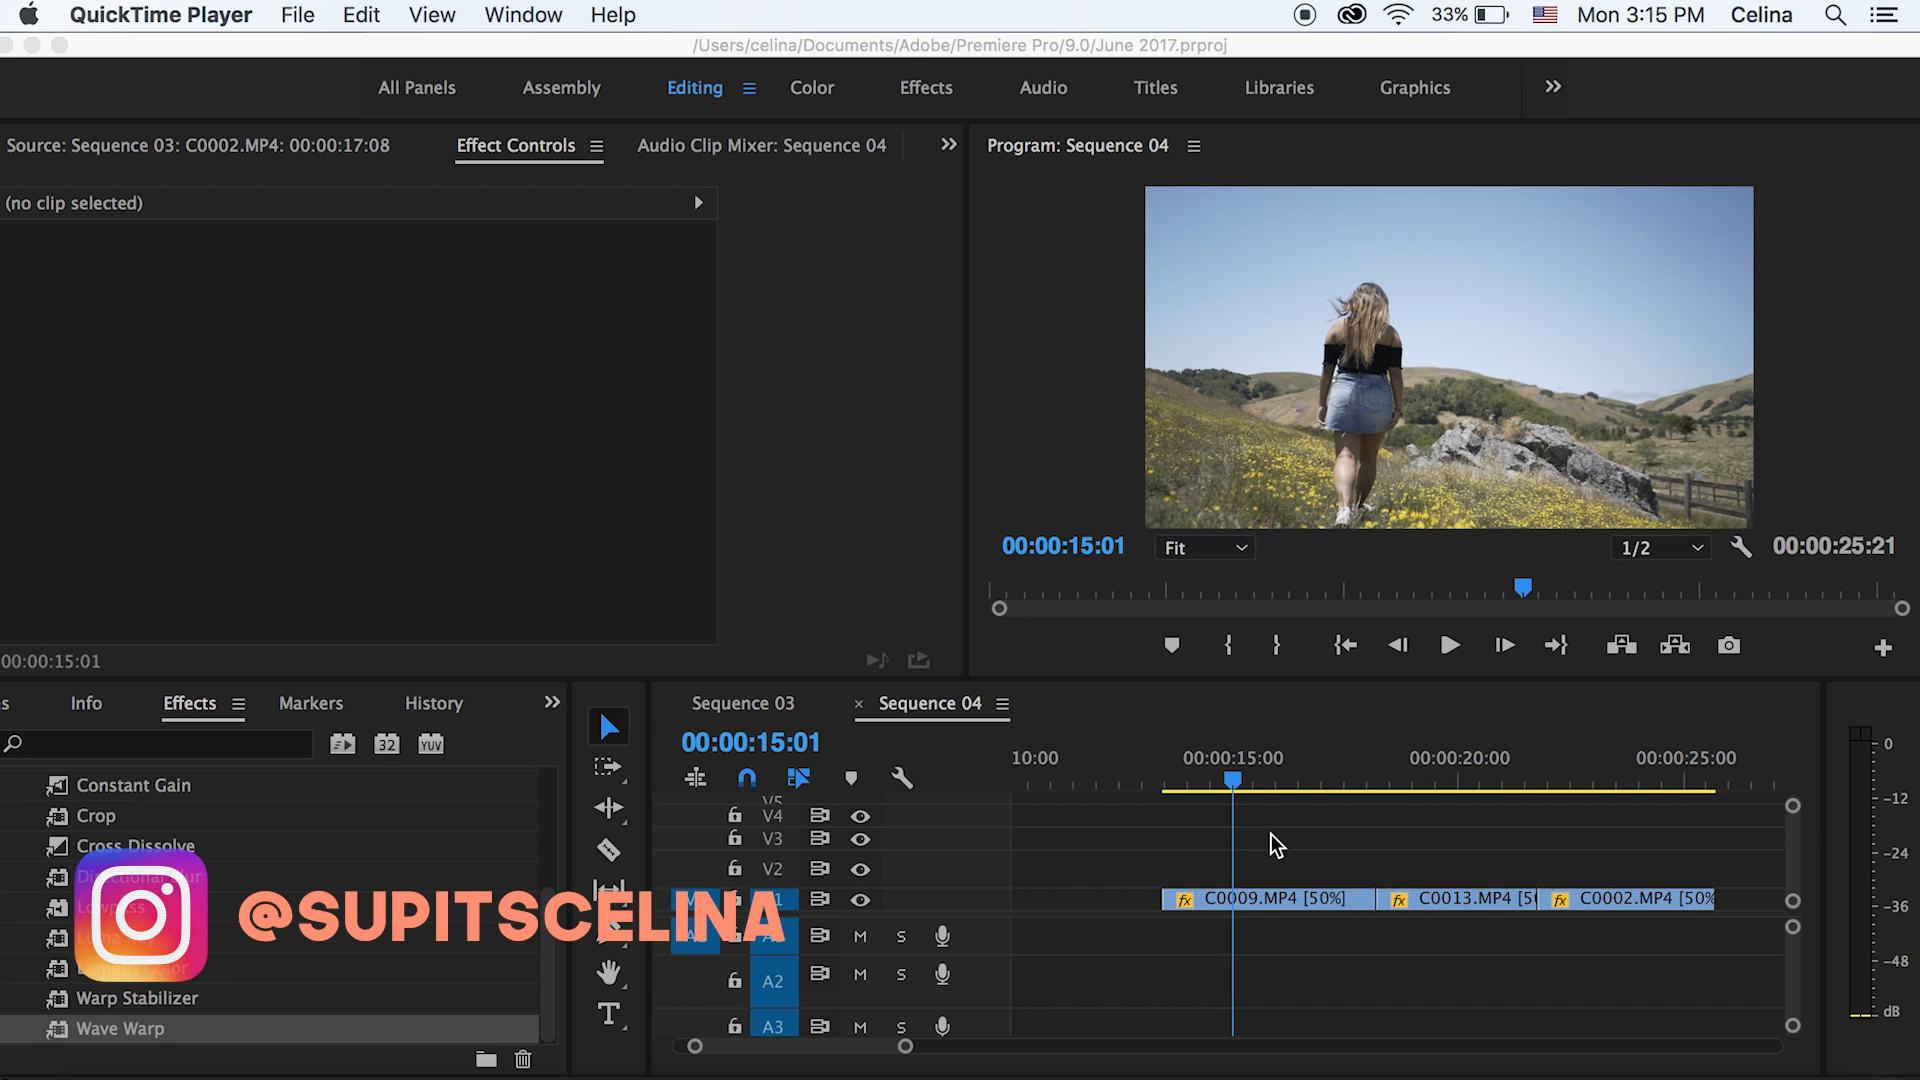 QuickTime Player File Edit View Window Help 33% Mon 3:15 PM Celina
/Users/celina/Documents/Adobe/Premiere Pro/9.0/June 2017.prproj
All Panels Assembly Editing Color Effects Audio Titles Libraries Graphics
Source: Sequence 03: C0002.MP4: 00:00:17:08 Effect Controls Audio Clip Mixer: Sequence 04 Program: Sequence 04
(no clip selected)
00:00:15:01 Fit 1/2 00:00:25:21
00:00:15:01
Info Effects Markers History Sequence 03 × Sequence 04
32 YUV 00:00:15:01
10:00 00:00:15:00 00:00:20:00 00:00:25:00
Constant Gain
Crop
Cross Dissolve
V5
V4
V3
V2
fx C0009.MP4 [50%] fx C0013.MP4 [5 fx C0002.MP4 [50%
@SUPITSCELINA
M S
Warp Stabilizer
Wave Warp
A2 M S
A3 M S
T
0
-12
-24
-36
-48
dB